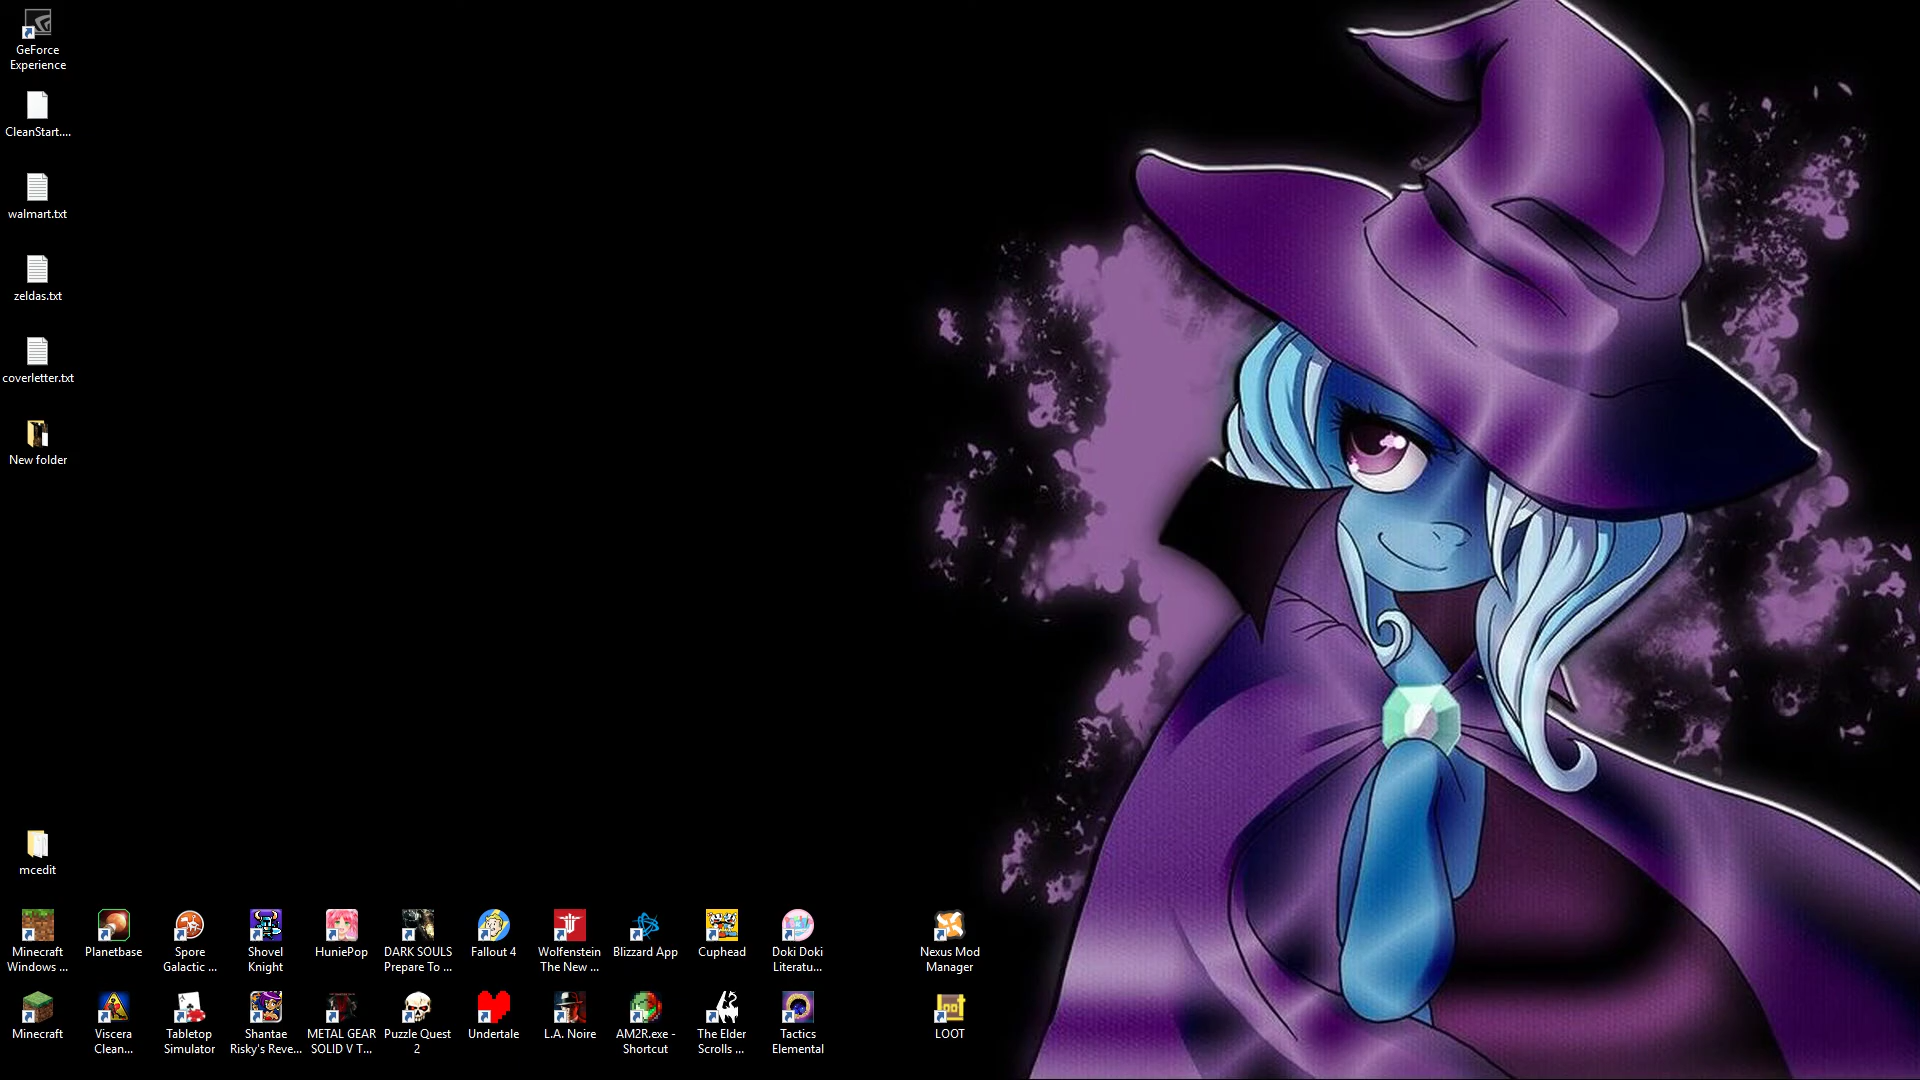 GeForce
Experience
CleanStart....
walmart.txt
zeldas.txt
coverletter.txt
New folder
mcedit
Minecraft
Windows ...
Planetbase
Spore
Galactic ...
Shovel
Knight
HuniePop
DARK SOULS
Prepare To ...
Fallout 4
Wolfenstein
The New ...
Blizzard App
Cuphead
Doki Doki
Literatu...
Nexus Mod
Manager
Minecraft
Viscera
Clean...
Tabletop
Simulator
Shantae
Risky's Reve...
METAL GEAR
SOLID V T...
Puzzle Quest
2
Undertale
L.A. Noire
AM2R.exe -
Shortcut
The Elder
Scrolls ...
Tactics
Elemental
loot
LOOT